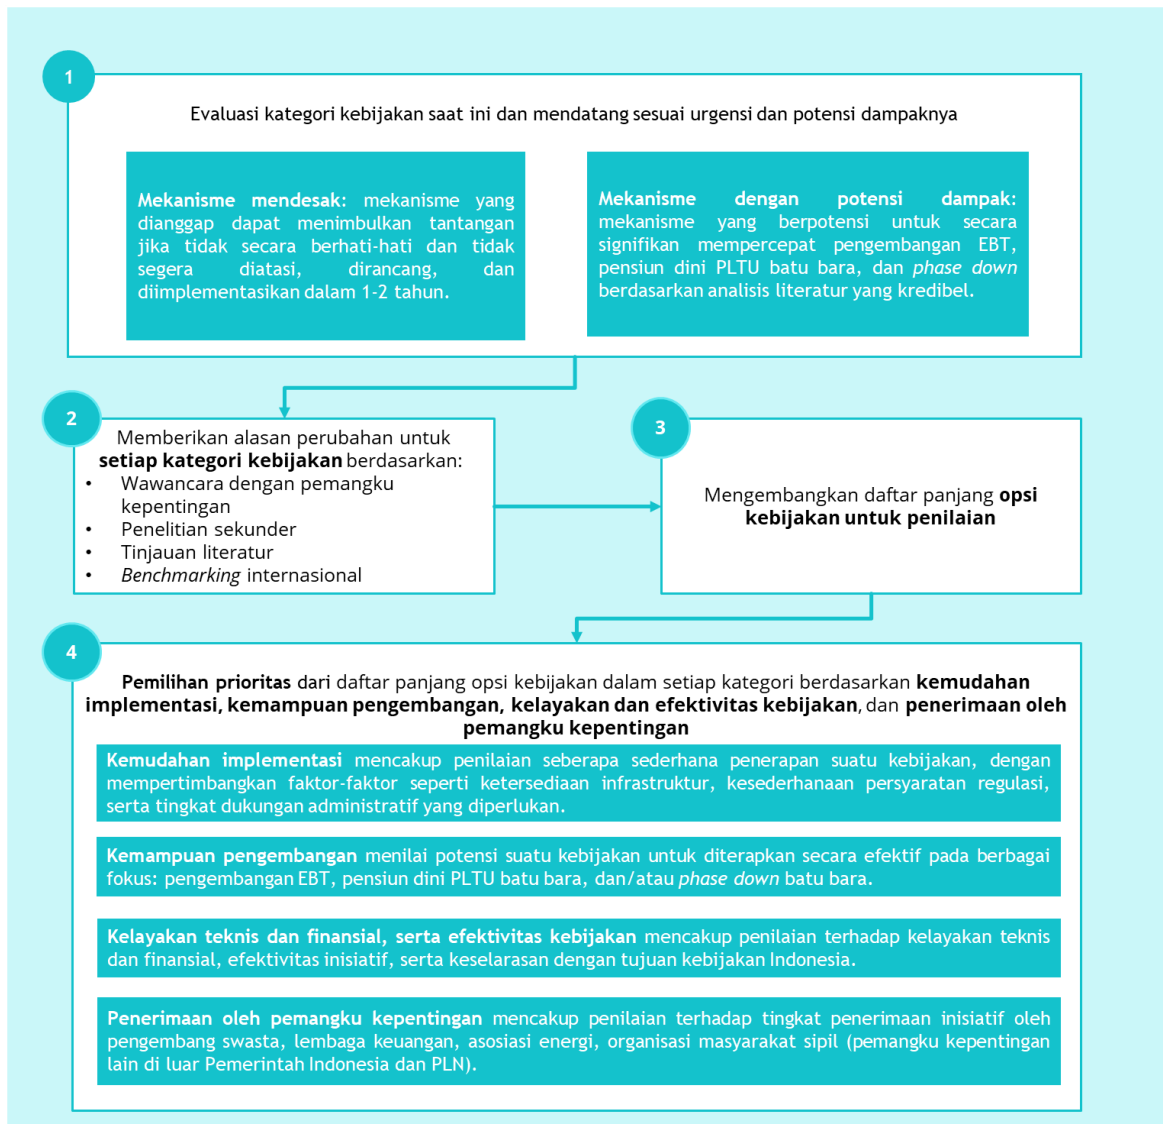 1
Evaluasi kategori kebijakan saat ini dan mendatang sesuai urgensi dan potensi dampaknya
Mekanisme mendesak: mekanisme yang
dianggap dapat menimbulkan tantangan
jika tidak secara berhati-hati dan tidak
segera diatasi, dirancang, dan
diimplementasikan dalam 1-2 tahun.
Mekanisme dengan potensi dampak:
mekanisme yang berpotensi untuk secara
signifikan mempercepat pengembangan EBT,
pensiun dini PLTU batu bara, dan phase down
berdasarkan analisis literatur yang kredibel.
2
Memberikan alasan perubahan untuk
setiap kategori kebijakan berdasarkan:
• Wawancara dengan pemangku
kepentingan
• Penelitian sekunder
• Tinjauan literatur
• Benchmarking internasional
3
Mengembangkan daftar panjang opsi
kebijakan untuk penilaian
4
Pemilihan prioritas dari daftar panjang opsi kebijakan dalam setiap kategori berdasarkan kemudahan
implementasi, kemampuan pengembangan, kelayakan dan efektivitas kebijakan, dan penerimaan oleh
pemangku kepentingan
Kemudahan implementasi mencakup penilaian seberapa sederhana penerapan suatu kebijakan, dengan
mempertimbangkan faktor-faktor seperti ketersediaan infrastruktur, kesederhanaan persyaratan regulasi,
serta tingkat dukungan administratif yang diperlukan.
Kemampuan pengembangan menilai potensi suatu kebijakan untuk diterapkan secara efektif pada berbagai
fokus: pengembangan EBT, pensiun dini PLTU batu bara, dan/atau phase down batu bara.
Kelayakan teknis dan finansial, serta efektivitas kebijakan mencakup penilaian terhadap kelayakan teknis
dan finansial, efektivitas inisiatif, serta keselarasan dengan tujuan kebijakan Indonesia.
Penerimaan oleh pemangku kepentingan mencakup penilaian terhadap tingkat penerimaan inisiatif oleh
pengembang swasta, lembaga keuangan, asosiasi energi, organisasi masyarakat sipil (pemangku kepentingan
lain di luar Pemerintah Indonesia dan PLN).